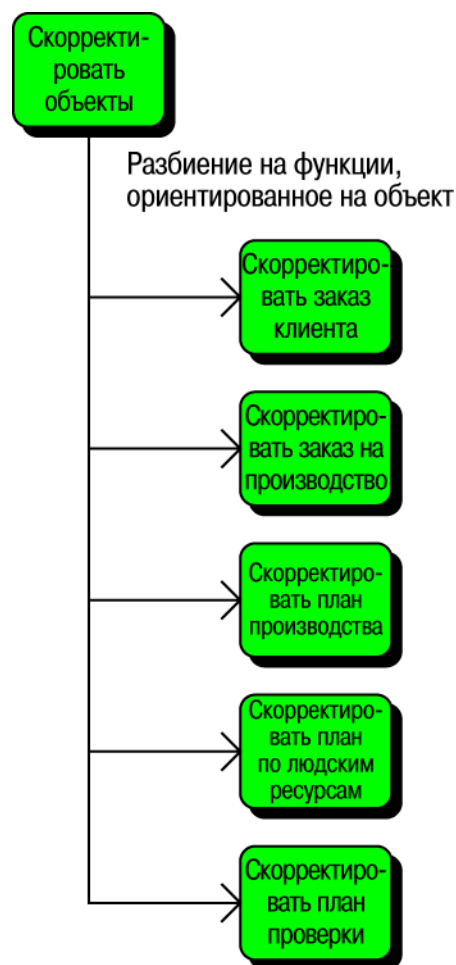 Скорректи-
ровать
объекты
Разбиение на функции,
ориентированное на объект
Скорректиро-
вать заказ
клиента
Скорректиро-
вать заказ на
производство
Скорректиро-
вать план
производства
Скорректиро-
вать план
по людским
ресурсам
Скорректиро-
вать план
проверки